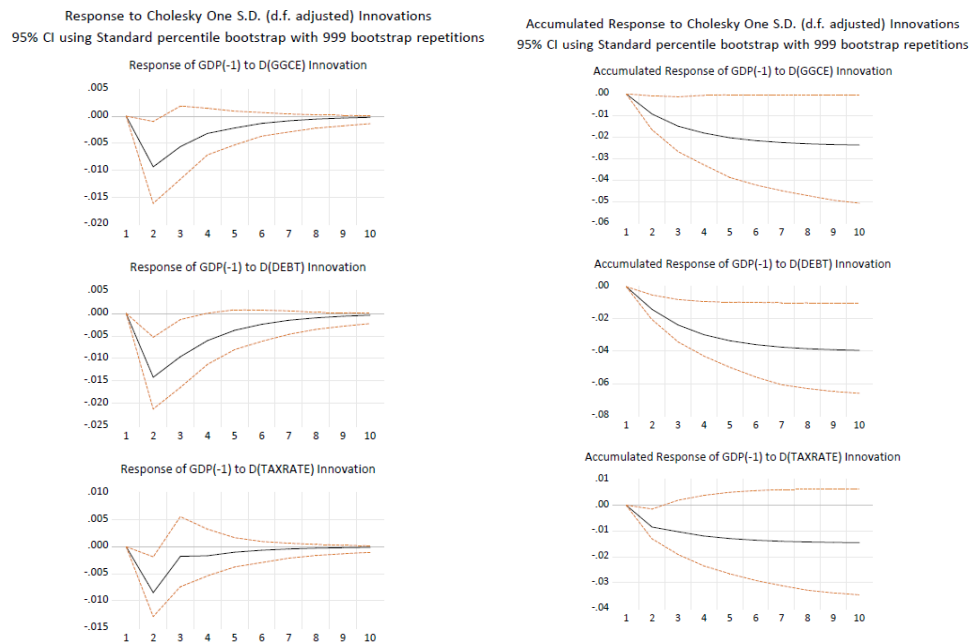 Response to Cholesky One S.D. (d.f. adjusted) Innovations
95% CI using Standard percentile bootstrap with 999 bootstrap repetitions
Response of GDP(-1) to D(GGCE) Innovation
.005
.000
-.005
-.010
-.015
-.020
1 2 3 4 5 6 7 8 9 10
Response of GDP(-1) to D(DEBT) Innovation
.005
.000
-.005
-.010
-.015
-.020
-.025
1 2 3 4 5 6 7 8 9 10
Response of GDP(-1) to D(TAXRATE) Innovation
.010
.005
.000
-.005
-.010
-.015
1 2 3 4 5 6 7 8 9 10
Accumulated Response to Cholesky One S.D. (d.f. adjusted) Innovations
95% CI using Standard percentile bootstrap with 999 bootstrap repetitions
Accumulated Response of GDP(-1) to D(GGCE) Innovation
.00
-.01
-.02
-.03
-.04
-.05
-.06
1 2 3 4 5 6 7 8 9 10
Accumulated Response of GDP(-1) to D(DEBT) Innovation
.00
-.02
-.04
-.06
-.08
1 2 3 4 5 6 7 8 9 10
Accumulated Response of GDP(-1) to D(TAXRATE) Innovation
.01
.00
-.01
-.02
-.03
-.04
1 2 3 4 5 6 7 8 9 10